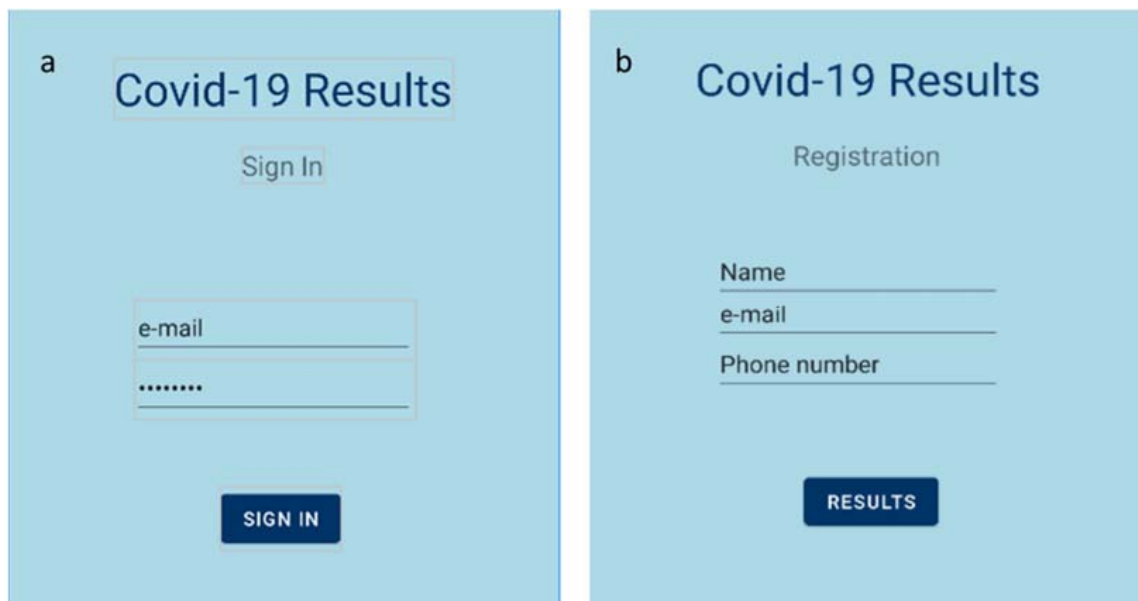 a
Covid-19 Results
Sign In
e-mail
••••••••
SIGN IN
b
Covid-19 Results
Registration
Name
e-mail
Phone number
RESULTS